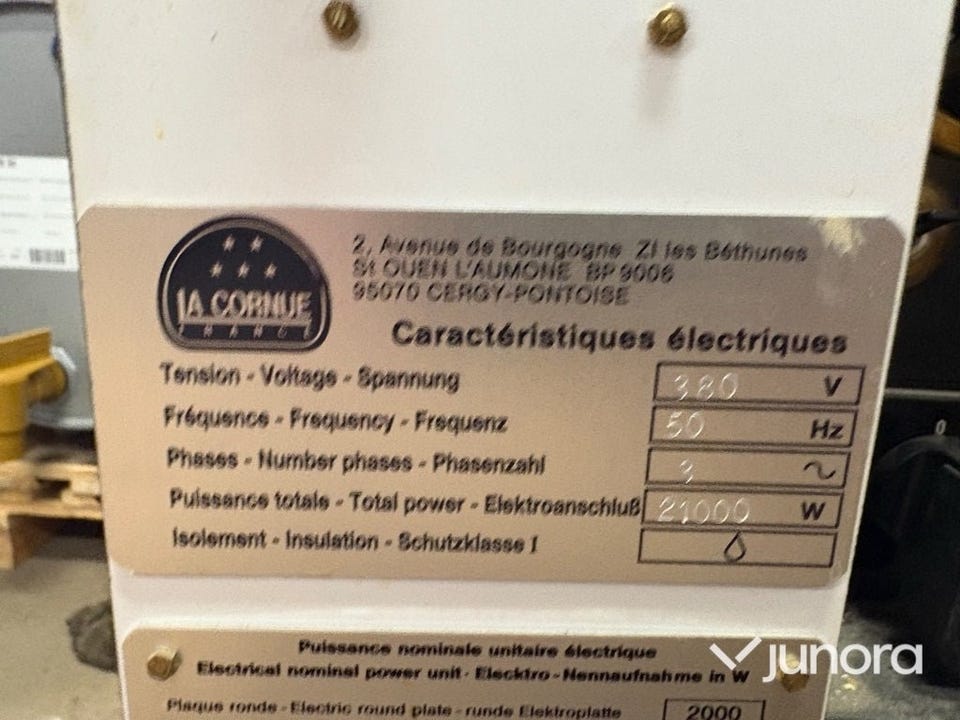 LA CORNUE
FRANCE
2, Avenue de Bourgogne ZI les Béthunes
St OUEN L'AUMONE BP 9006
95070 CERGY-PONTOISE
Caractéristiques électriques
Tension - Voltage - Spannung 380 V
Fréquence - Frequency - Frequenz 50 Hz
Phases - Number phases - Phasenzahl 3 ~
Puissance totale - Total power - Elektroanschluß 21000 W
Isolement - Insulation - Schutzklasse I
Puissance nominale unitaire électrique
Electrical nominal power unit - Elecktro - Nennaufnahme in W
Plaque ronde - Electric round plate - runde Elektroplatte 2000
0
junora